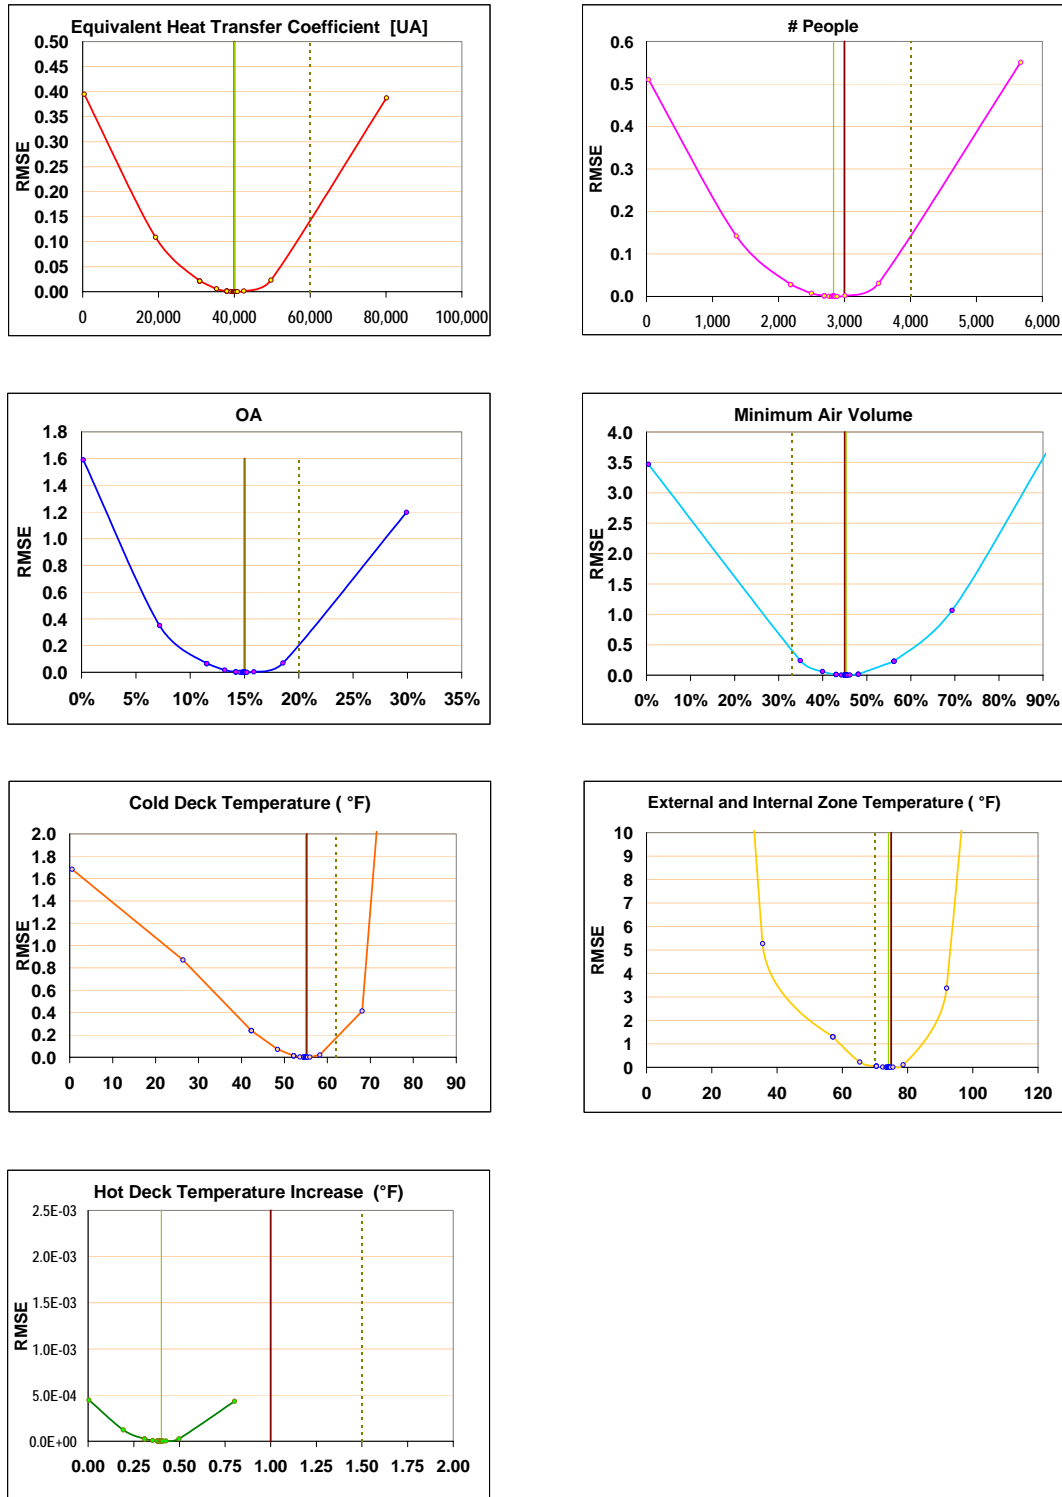 Equivalent Heat Transfer Coefficient [UA]
0.50
0.45
0.40
0.35
0.30
0.25
0.20
0.15
0.10
0.05
0.00
RMSE
0 20,000 40,000 60,000 80,000 100,000
# People
0.6
0.5
0.4
0.3
0.2
0.1
0.0
RMSE
0 1,000 2,000 3,000 4,000 5,000 6,000
OA
1.8
1.6
1.4
1.2
1.0
0.8
0.6
0.4
0.2
0.0
RMSE
0% 5% 10% 15% 20% 25% 30% 35%
Minimum Air Volume
4.0
3.5
3.0
2.5
2.0
1.5
1.0
0.5
0.0
RMSE
0% 10% 20% 30% 40% 50% 60% 70% 80% 90%
Cold Deck Temperature ( °F)
2.0
1.8
1.6
1.4
1.2
1.0
0.8
0.6
0.4
0.2
0.0
RMSE
0 10 20 30 40 50 60 70 80 90
External and Internal Zone Temperature ( °F)
10
9
8
7
6
5
4
3
2
1
0
RMSE
0 20 40 60 80 100 120
Hot Deck Temperature Increase (°F)
2.5E-03
2.0E-03
1.5E-03
1.0E-03
5.0E-04
0.0E+00
RMSE
0.00 0.25 0.50 0.75 1.00 1.25 1.50 1.75 2.00